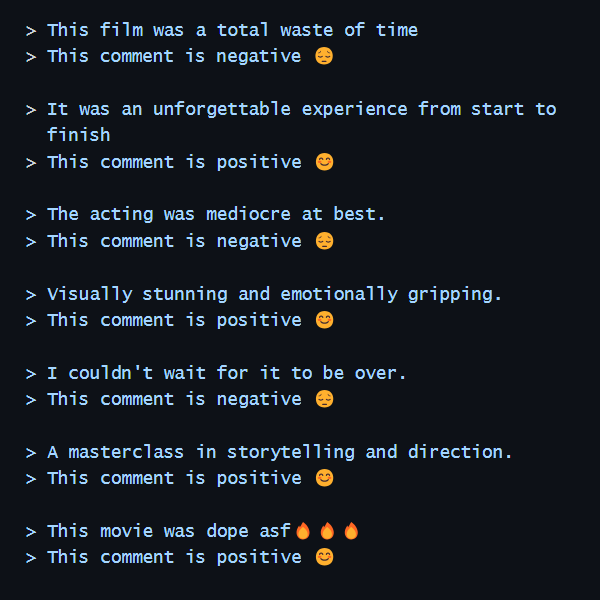 > This film was a total waste of time
> This comment is negative 😔
> It was an unforgettable experience from start to
finish
> This comment is positive 😊
> The acting was mediocre at best.
> This comment is negative 😔
> Visually stunning and emotionally gripping.
> This comment is positive 😊
> I couldn't wait for it to be over.
> This comment is negative 😔
> A masterclass in storytelling and direction.
> This comment is positive 😊
> This movie was dope asf🔥🔥🔥
> This comment is positive 😊